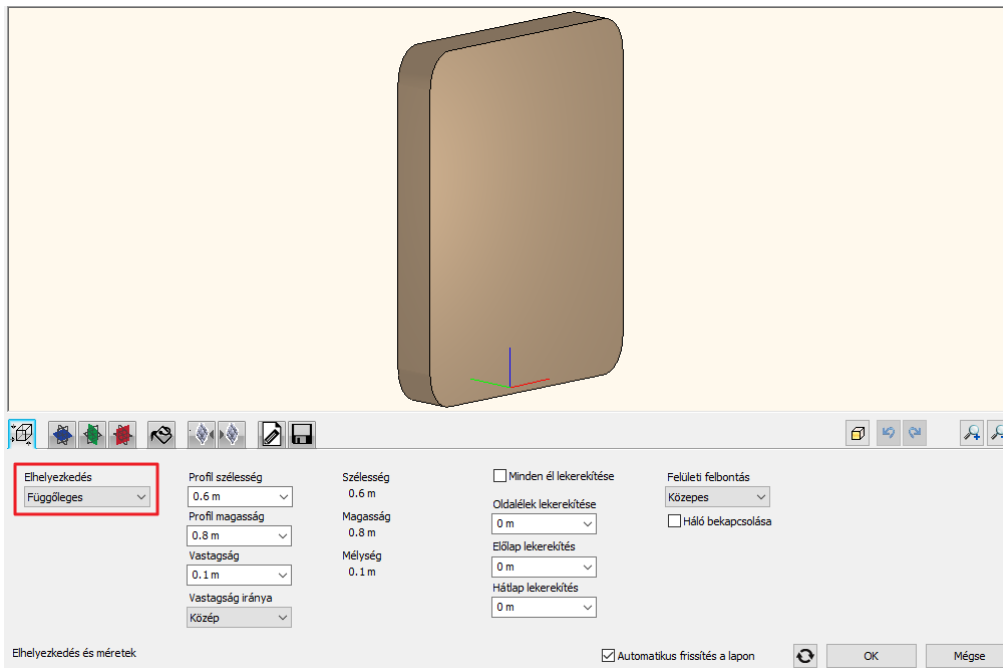 Elhelyezkedés
Függőleges
Profil szélesség
0.6 m
Profil magasság
0.8 m
Vastagság
0.1 m
Vastagság iránya
Közép
Szélesség
0.6 m
Magasság
0.8 m
Mélység
0.1 m
Minden él lekerekítése
Oldalélek lekerekítése
0 m
Előlap lekerekítés
0 m
Hátlap lekerekítés
0 m
Felületi felbontás
Közepes
Háló bekapcsolása
Elhelyezkedés és méretek
Automatikus frissítés a lapon
OK
Mégse